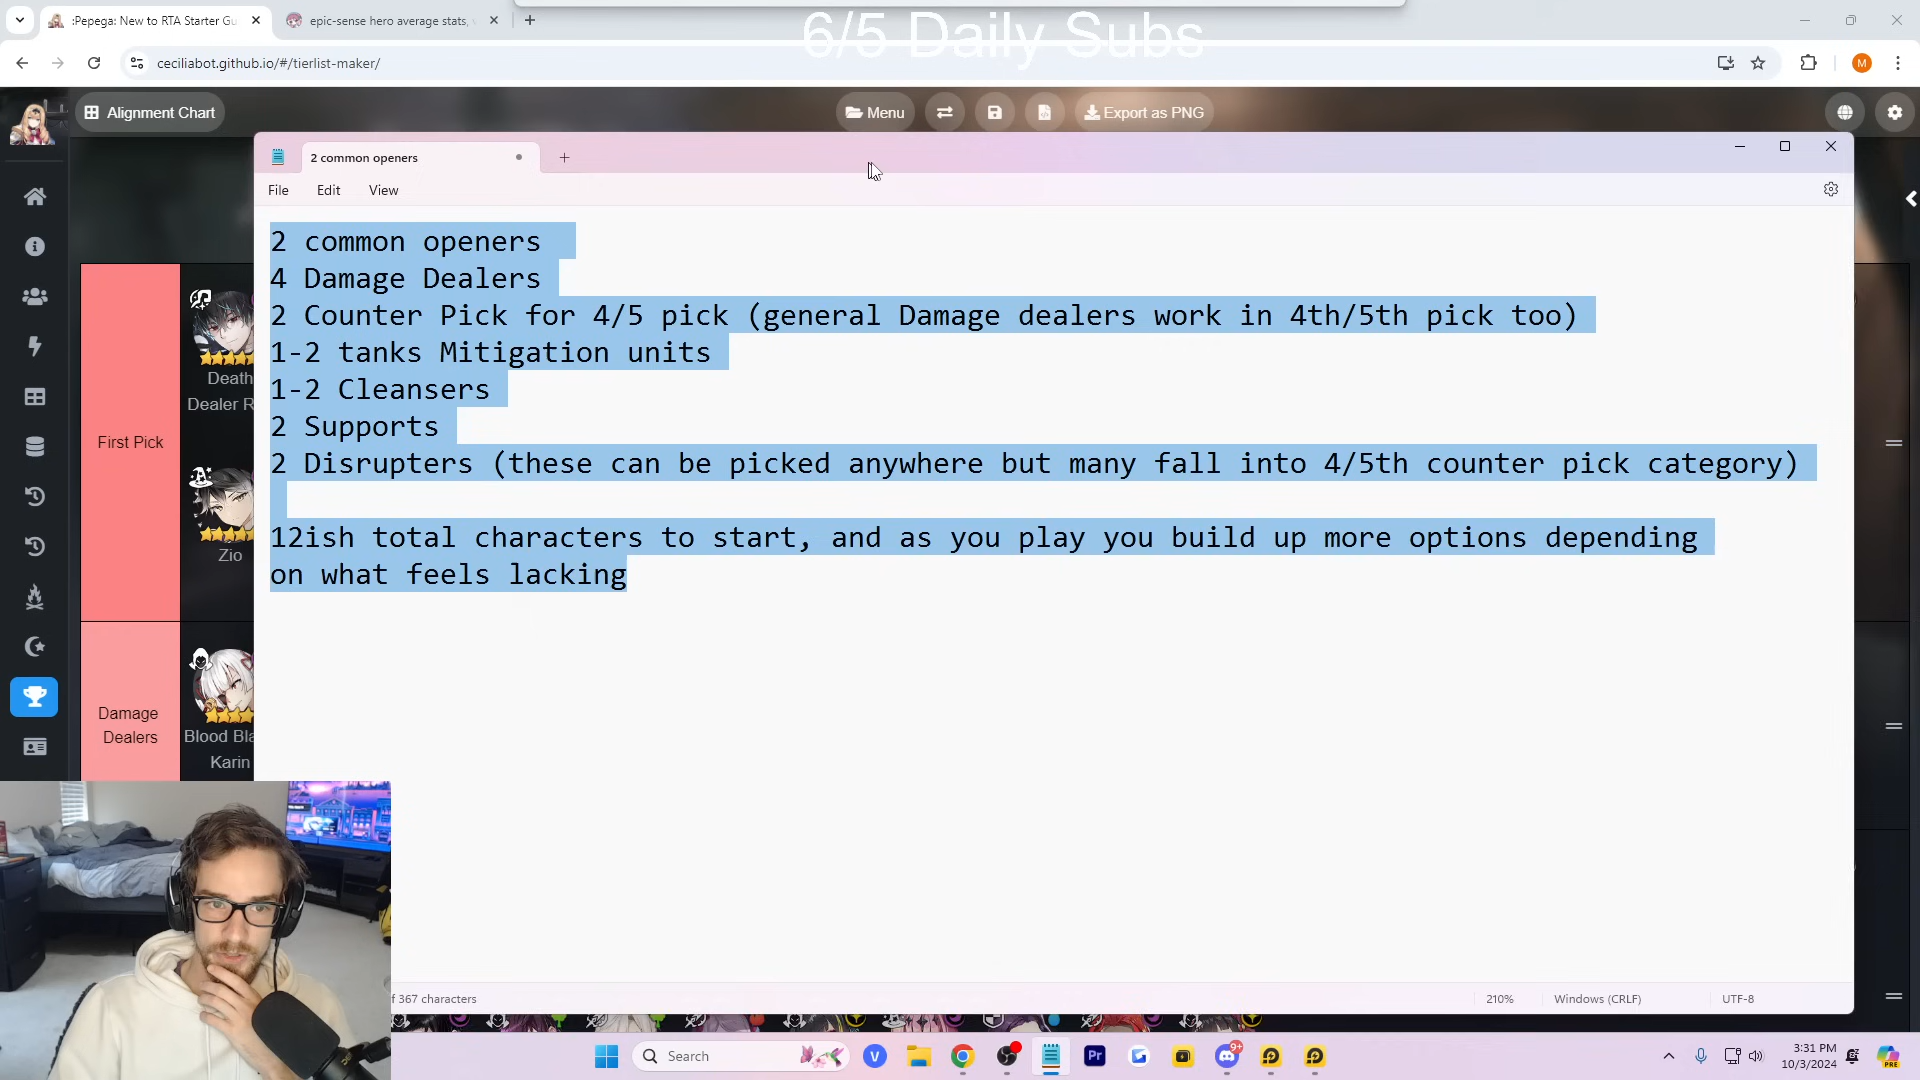 :Pepega: New to RTA Starter Gu
epic-sense hero average stats,
6/5 Daily Subs
ceciliabot.github.io/#/tierlist-maker/
M
Alignment Chart
Menu
Export as PNG
2 common openers
File
Edit
View
2 common openers
4 Damage Dealers
2 Counter Pick for 4/5 pick (general Damage dealers work in 4th/5th pick too)
1-2 tanks Mitigation units
1-2 Cleansers
2 Supports
2 Disrupters (these can be picked anywhere but many fall into 4/5th counter pick category)
12ish total characters to start, and as you play you build up more options depending
on what feels lacking
First Pick
Death
Dealer R
Zio
Damage
Dealers
Blood Bla
Karin
f 367 characters
210%
Windows (CRLF)
UTF-8
Search
V
Pr
9+
3:31 PM
10/3/2024
PRE